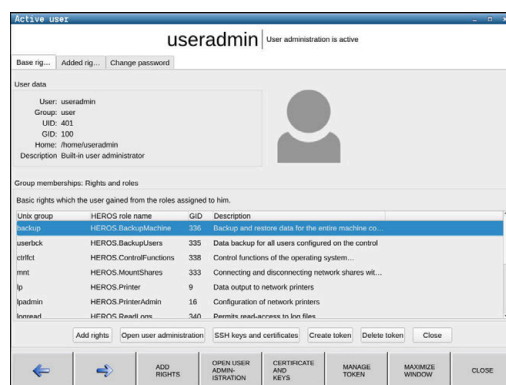 Active user
useradmin User administration is active
Base rig... Added rig... Change password
User data
User: useradmin
Group: user
UID: 401
GID: 100
Home: /home/useradmin
Description Built-in user administrator
Group memberships: Rights and roles
Basic rights which the user gained from the roles assigned to him.
Unix group HEROS role name GID Description
backup HEROS.BackupMachine 336 Backup and restore data for the entire machine co...
userbck HEROS.BackupUsers 335 Data backup for all users configured on the control
ctrlfct HEROS.ControlFunctions 338 Control functions of the operating system...
mnt HEROS.MountShares 333 Connecting and disconnecting network shares wit...
lp HEROS.Printer 9 Data output to network printers
lpadmin HEROS.PrinterAdmin 16 Configuration of network printers
logread HEROS.ReadLogs 340 Permits read-access to log files
Add rights Open user administration SSH keys and certificates Create token Delete token Close
ADD RIGHTS
OPEN USER ADMIN- ISTRATION
CERTIFICATE AND KEYS
MANAGE TOKEN
MAXIMIZE WINDOW
CLOSE